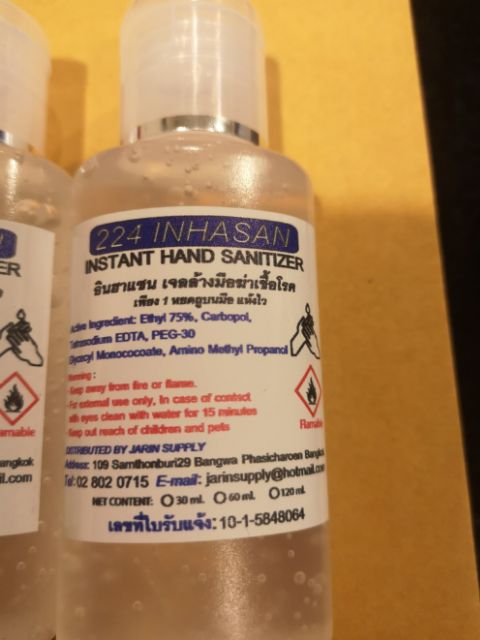 224 INHASAN
INSTANT HAND SANITIZER
อินฮาแซน เจลล้างมือฆ่าเชื้อโรค
เพียง 1 หยดถูบนมือ แห้งไว
Active Ingredient: Ethyl 75%, Carbopol,
Tetrasodium EDTA, PEG-30
Glyceryl Monococoate, Amino Methyl Propanol
Warning :
- Keep away from fire or flame.
- For external use only, In case of contact
with eyes clean with water for 15 minutes
- Keep out reach of children and pets
Flammable
DISTRIBUTED BY JARIN SUPPLY
Address: 109 Samthonburi29 Bangwa Phasicharoen Bangkok
Tel: 02 802 0715 E-mail: jarinsupply@hotmail.com
NET CONTENT: 30 ml. 60 ml. 120 ml.
เลขที่ใบรับแจ้ง: 10-1-5848064